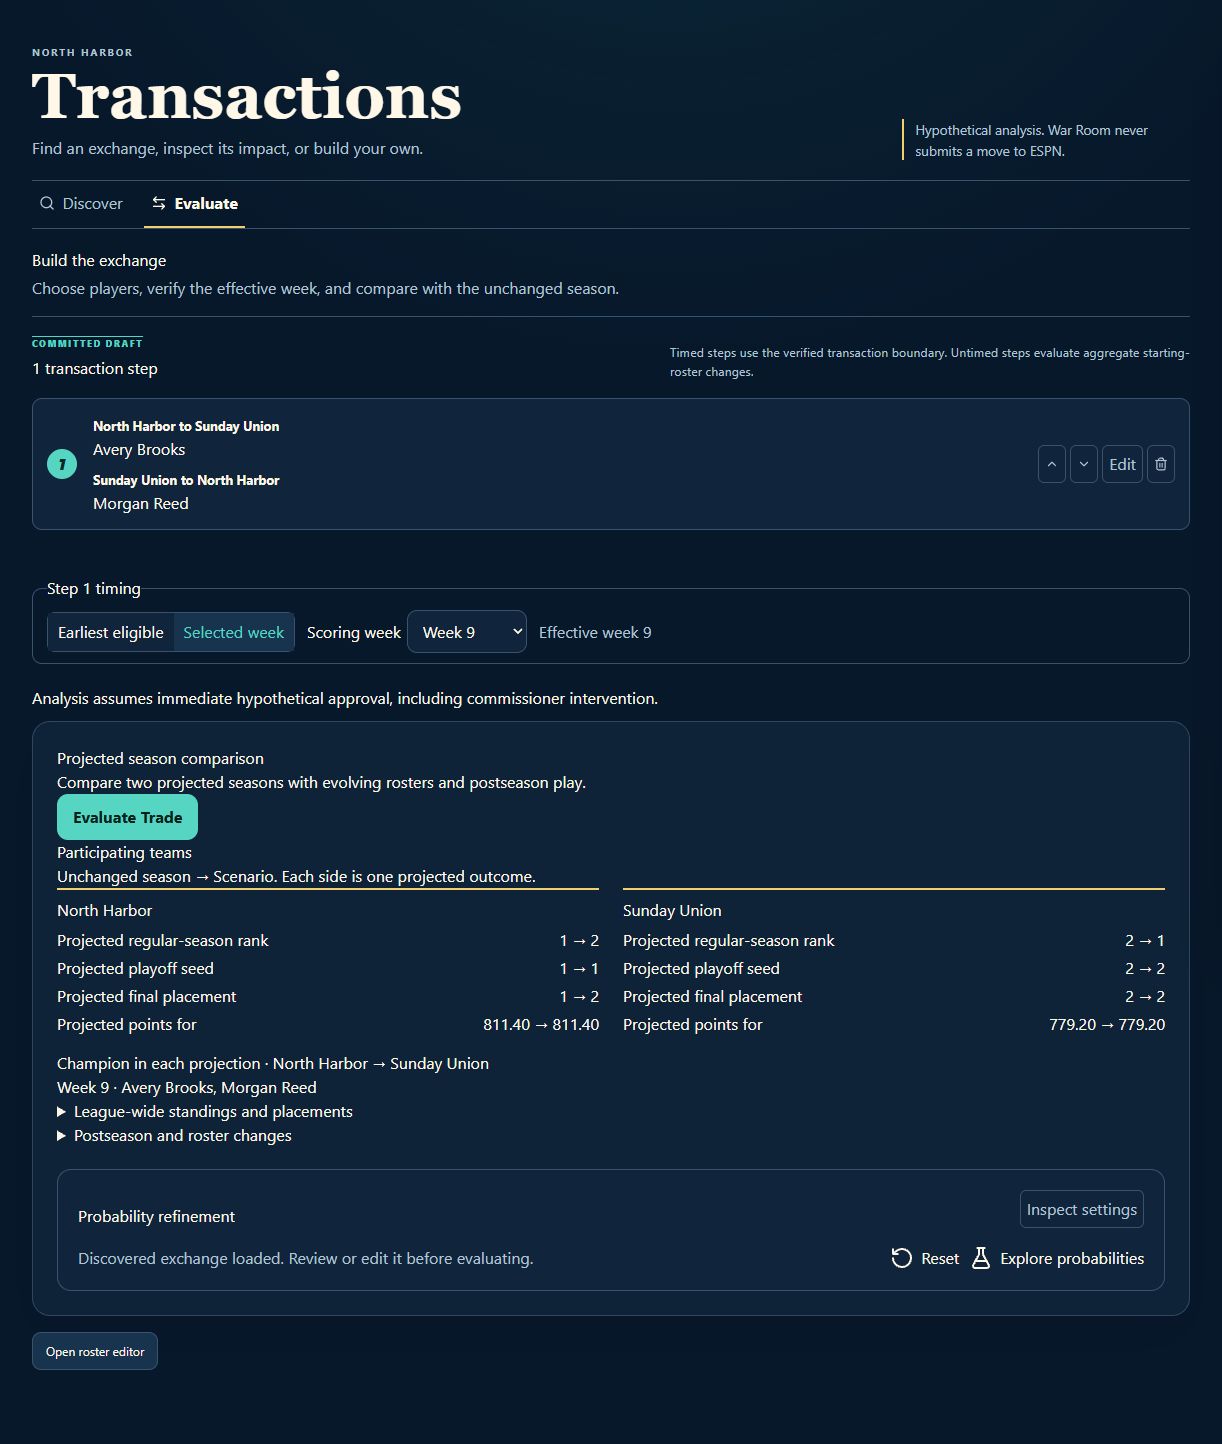 NORTH HARBOR
Transactions
Find an exchange, inspect its impact, or build your own.
Hypothetical analysis. War Room never
submits a move to ESPN.
Discover
Evaluate
Build the exchange
Choose players, verify the effective week, and compare with the unchanged season.
COMMITTED DRAFT
1 transaction step
Timed steps use the verified transaction boundary. Untimed steps evaluate aggregate starting-
roster changes.
1
North Harbor to Sunday Union
Avery Brooks
Sunday Union to North Harbor
Morgan Reed
Edit
Step 1 timing
Earliest eligible
Selected week
Scoring week
Week 9
Effective week 9
Analysis assumes immediate hypothetical approval, including commissioner intervention.
Projected season comparison
Compare two projected seasons with evolving rosters and postseason play.
Evaluate Trade
Participating teams
Unchanged season → Scenario. Each side is one projected outcome.
North Harbor
Projected regular-season rank 1 → 2
Projected playoff seed 1 → 1
Projected final placement 1 → 2
Projected points for 811.40 → 811.40
Sunday Union
Projected regular-season rank 2 → 1
Projected playoff seed 2 → 2
Projected final placement 2 → 2
Projected points for 779.20 → 779.20
Champion in each projection · North Harbor → Sunday Union
Week 9 · Avery Brooks, Morgan Reed
League-wide standings and placements
Postseason and roster changes
Probability refinement
Inspect settings
Discovered exchange loaded. Review or edit it before evaluating.
Reset
Explore probabilities
Open roster editor